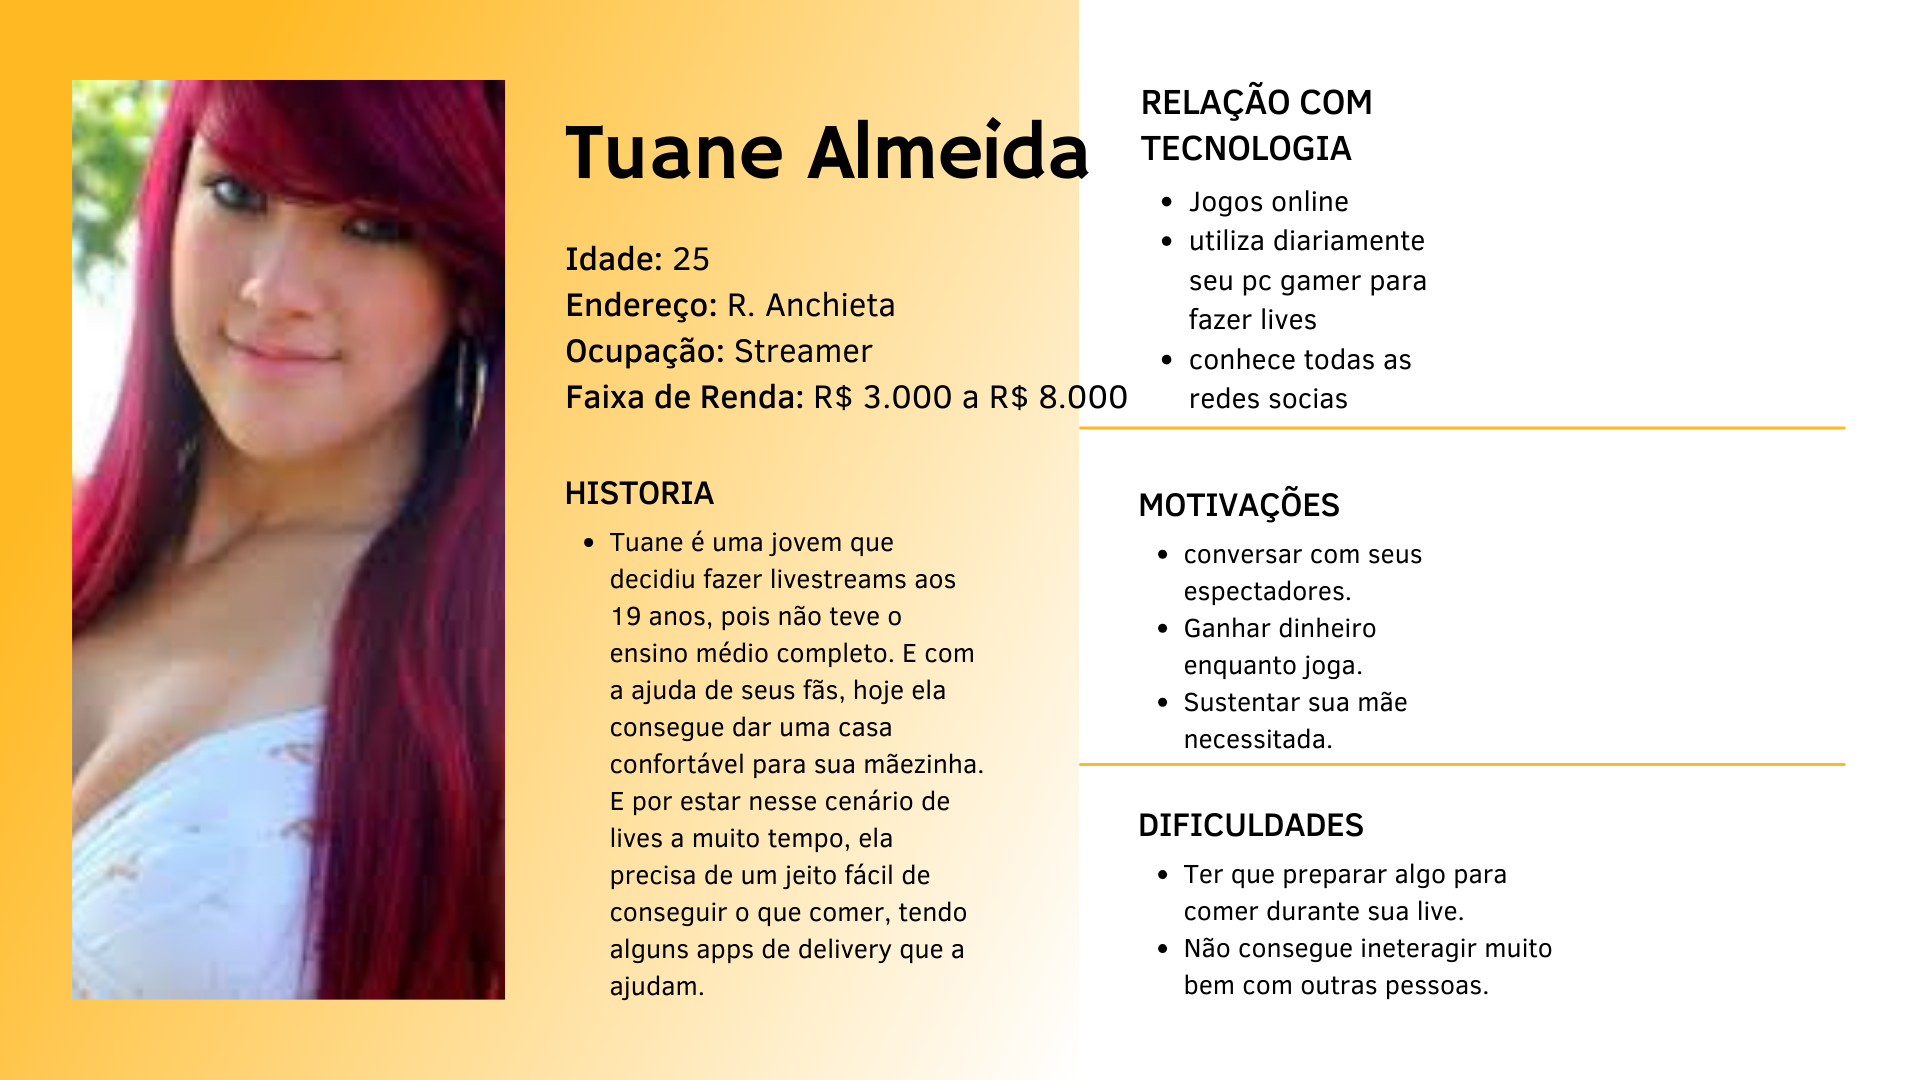 Tuane Almeida
Idade: 25
Endereço: R. Anchieta
Ocupação: Streamer
Faixa de Renda: R$ 3.000 a R$ 8.000
HISTORIA
• Tuane é uma jovem que
decidiu fazer livestreams aos
19 anos, pois não teve o
ensino médio completo. E com
a ajuda de seus fãs, hoje ela
consegue dar uma casa
confortável para sua mãezinha.
E por estar nesse cenário de
lives a muito tempo, ela
precisa de um jeito fácil de
conseguir o que comer, tendo
alguns apps de delivery que a
ajudam.
RELAÇÃO COM
TECNOLOGIA
• Jogos online
• utiliza diariamente
seu pc gamer para
fazer lives
• conhece todas as
redes socias
MOTIVAÇÕES
• conversar com seus
espectadores.
• Ganhar dinheiro
enquanto joga.
• Sustentar sua mãe
necessitada.
DIFICULDADES
• Ter que preparar algo para
comer durante sua live.
• Não consegue ineteragir muito
bem com outras pessoas.